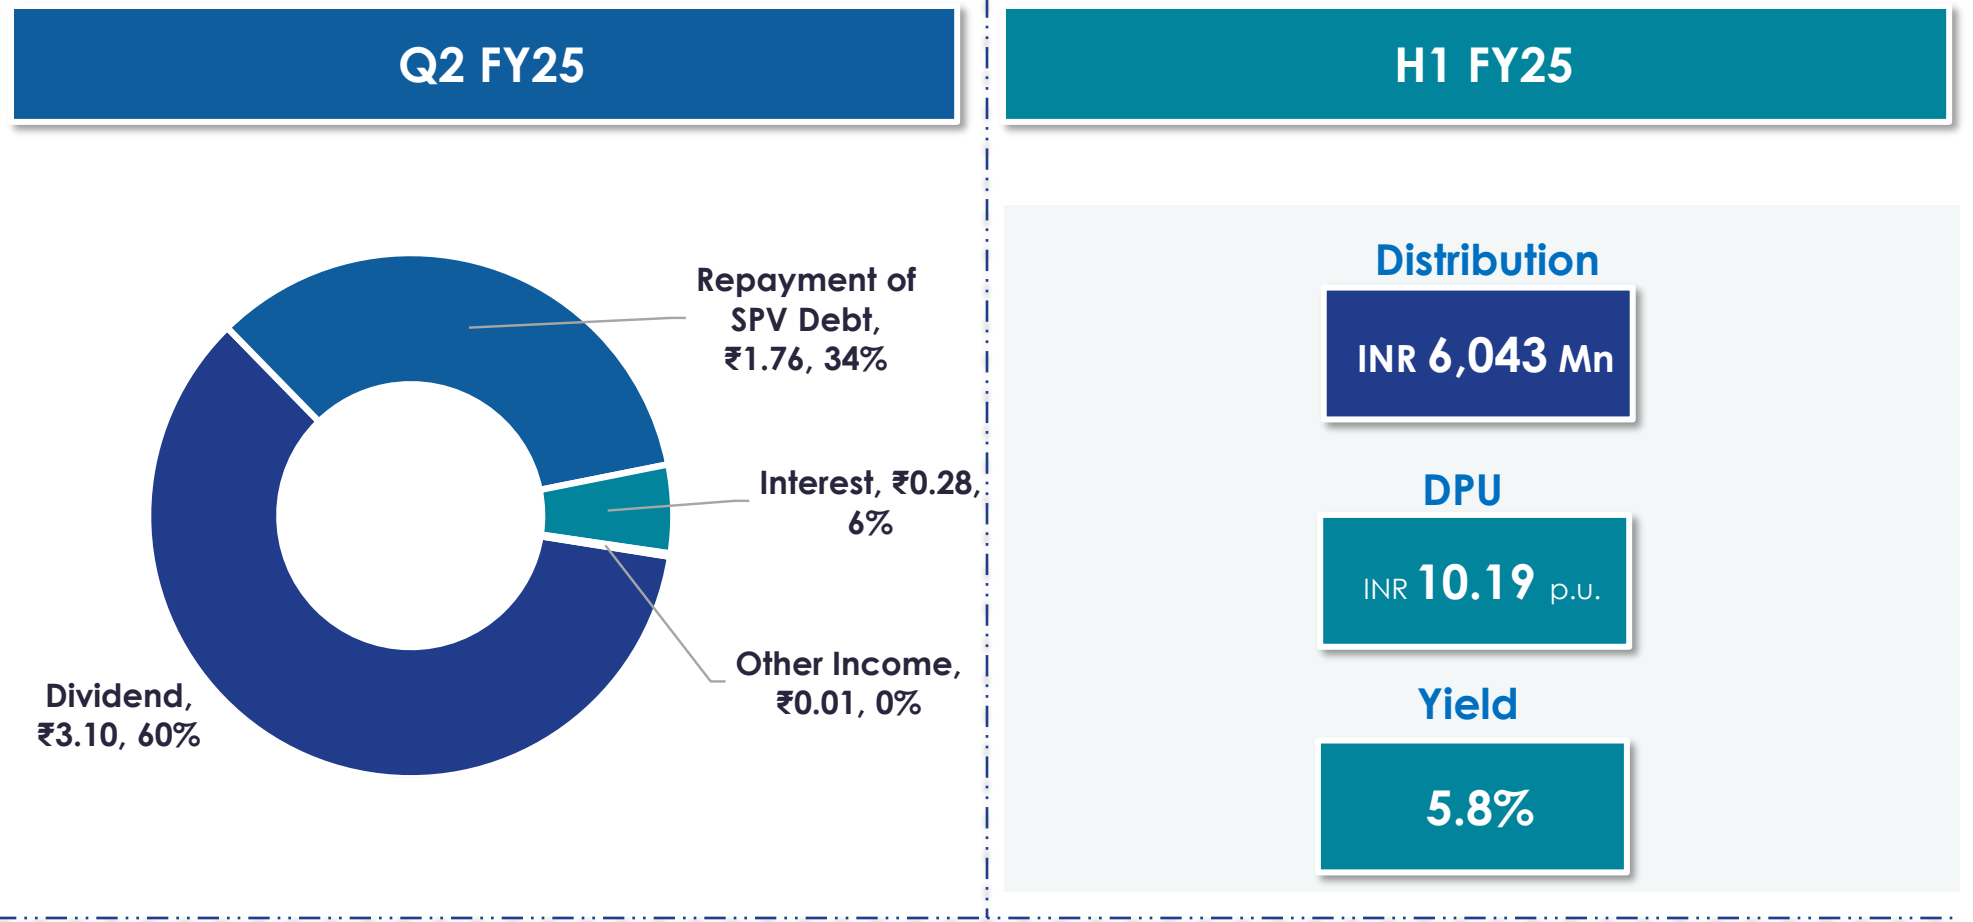 Q2 FY25
Repayment of
SPV Debt,
₹1.76, 34%
Interest, ₹0.28,
6%
Other Income,
₹0.01, 0%
Dividend,
₹3.10, 60%
H1 FY25
Distribution
INR 6,043 Mn
DPU
INR 10.19 p.u.
Yield
5.8%